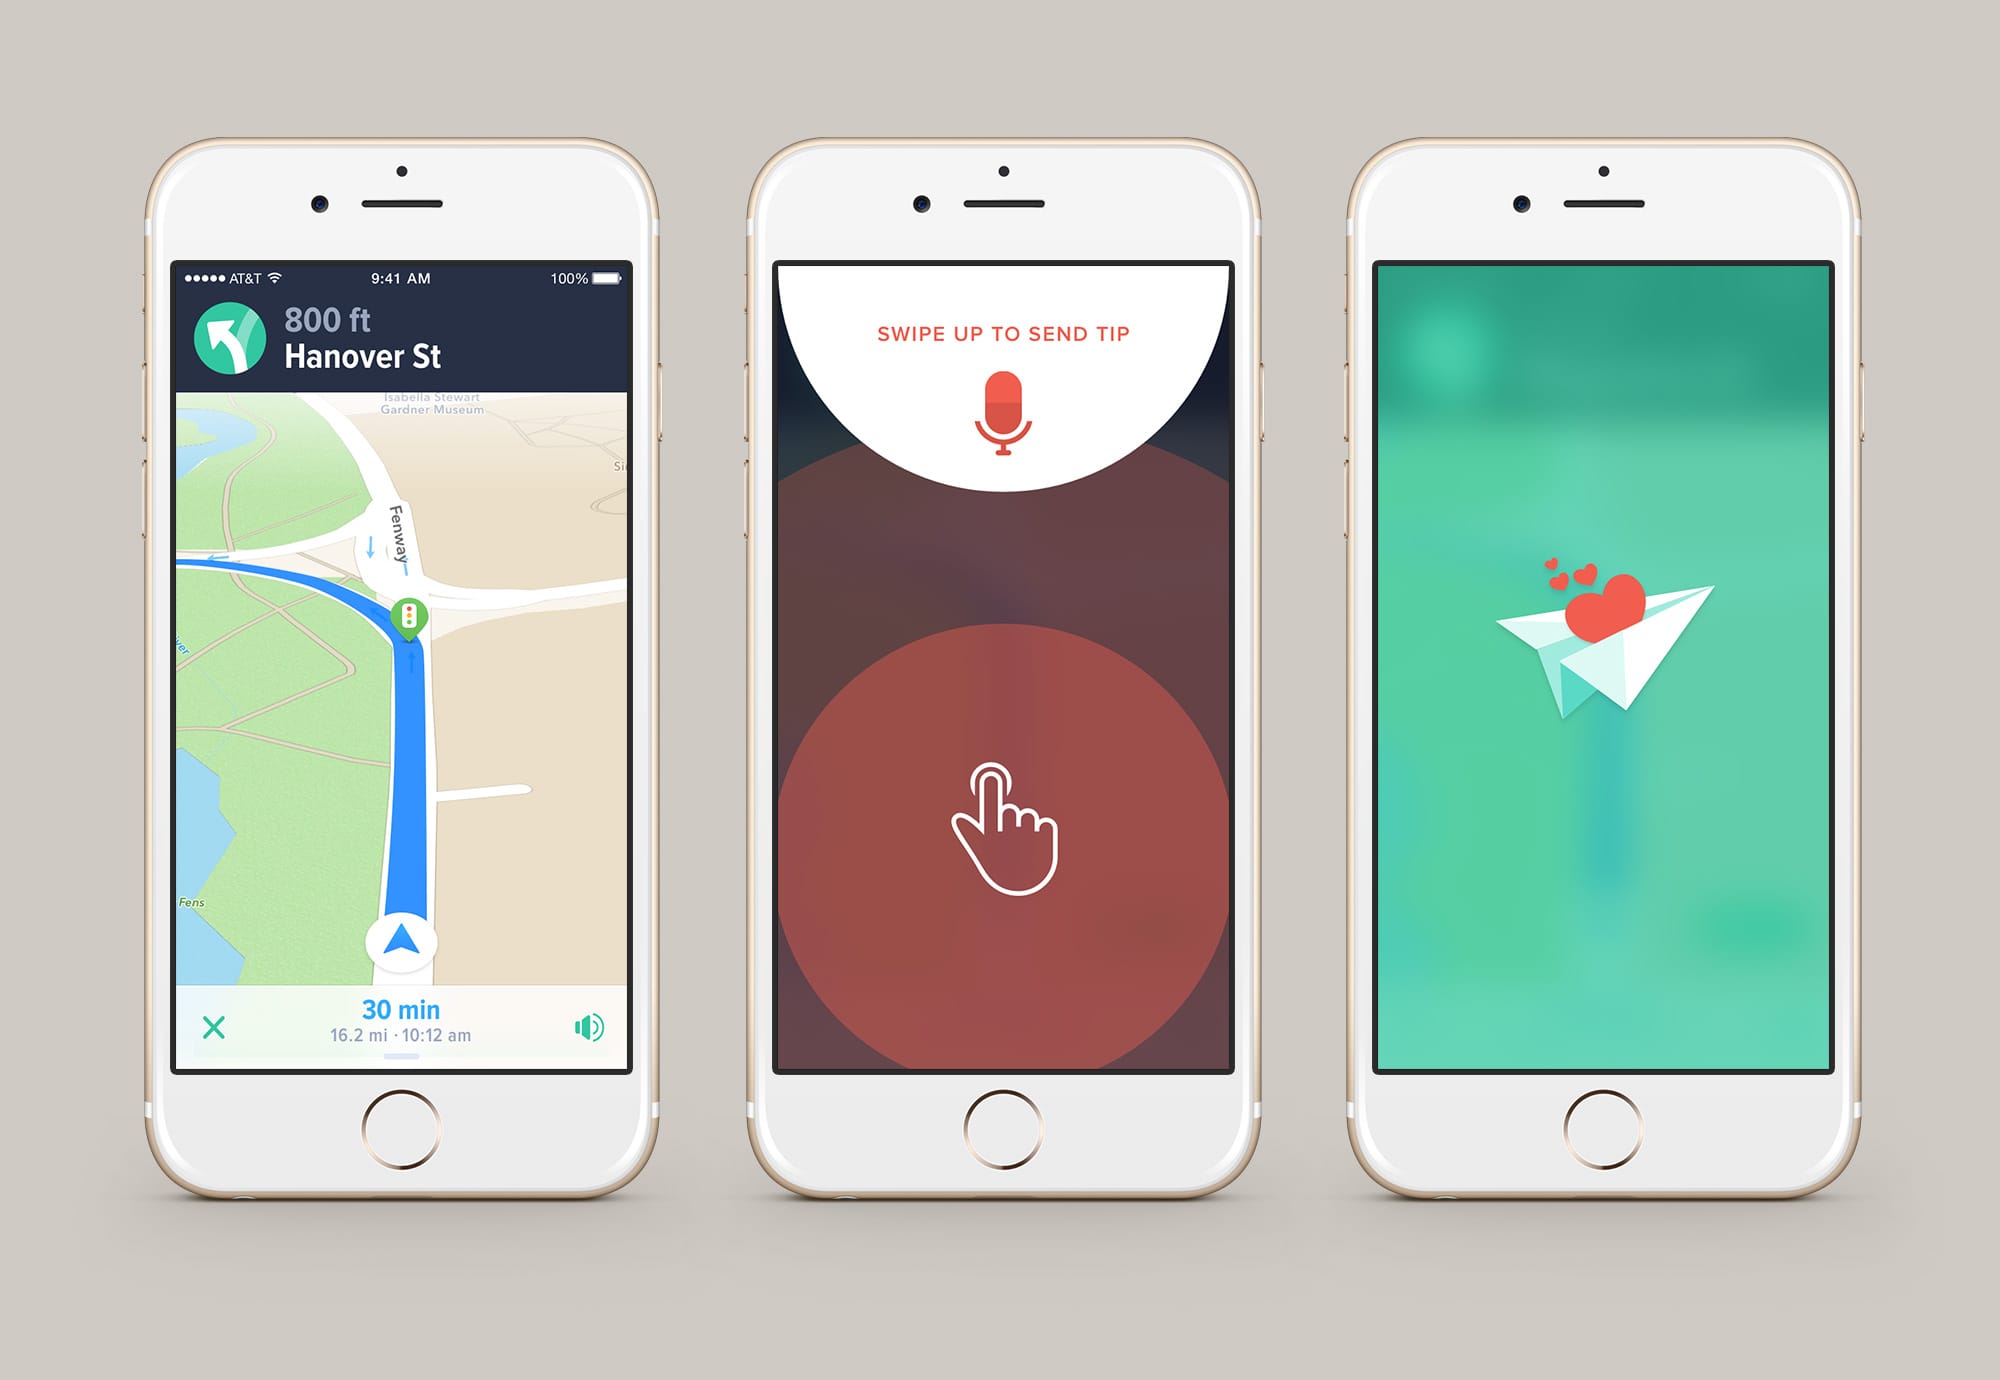 AT&T
9:41 AM
100%
800 ft
Hanover St
Isabella Stewart
Gardner Museum
Fenway
Fens
30 min
16.2 mi · 10:12 am
SWIPE UP TO SEND TIP